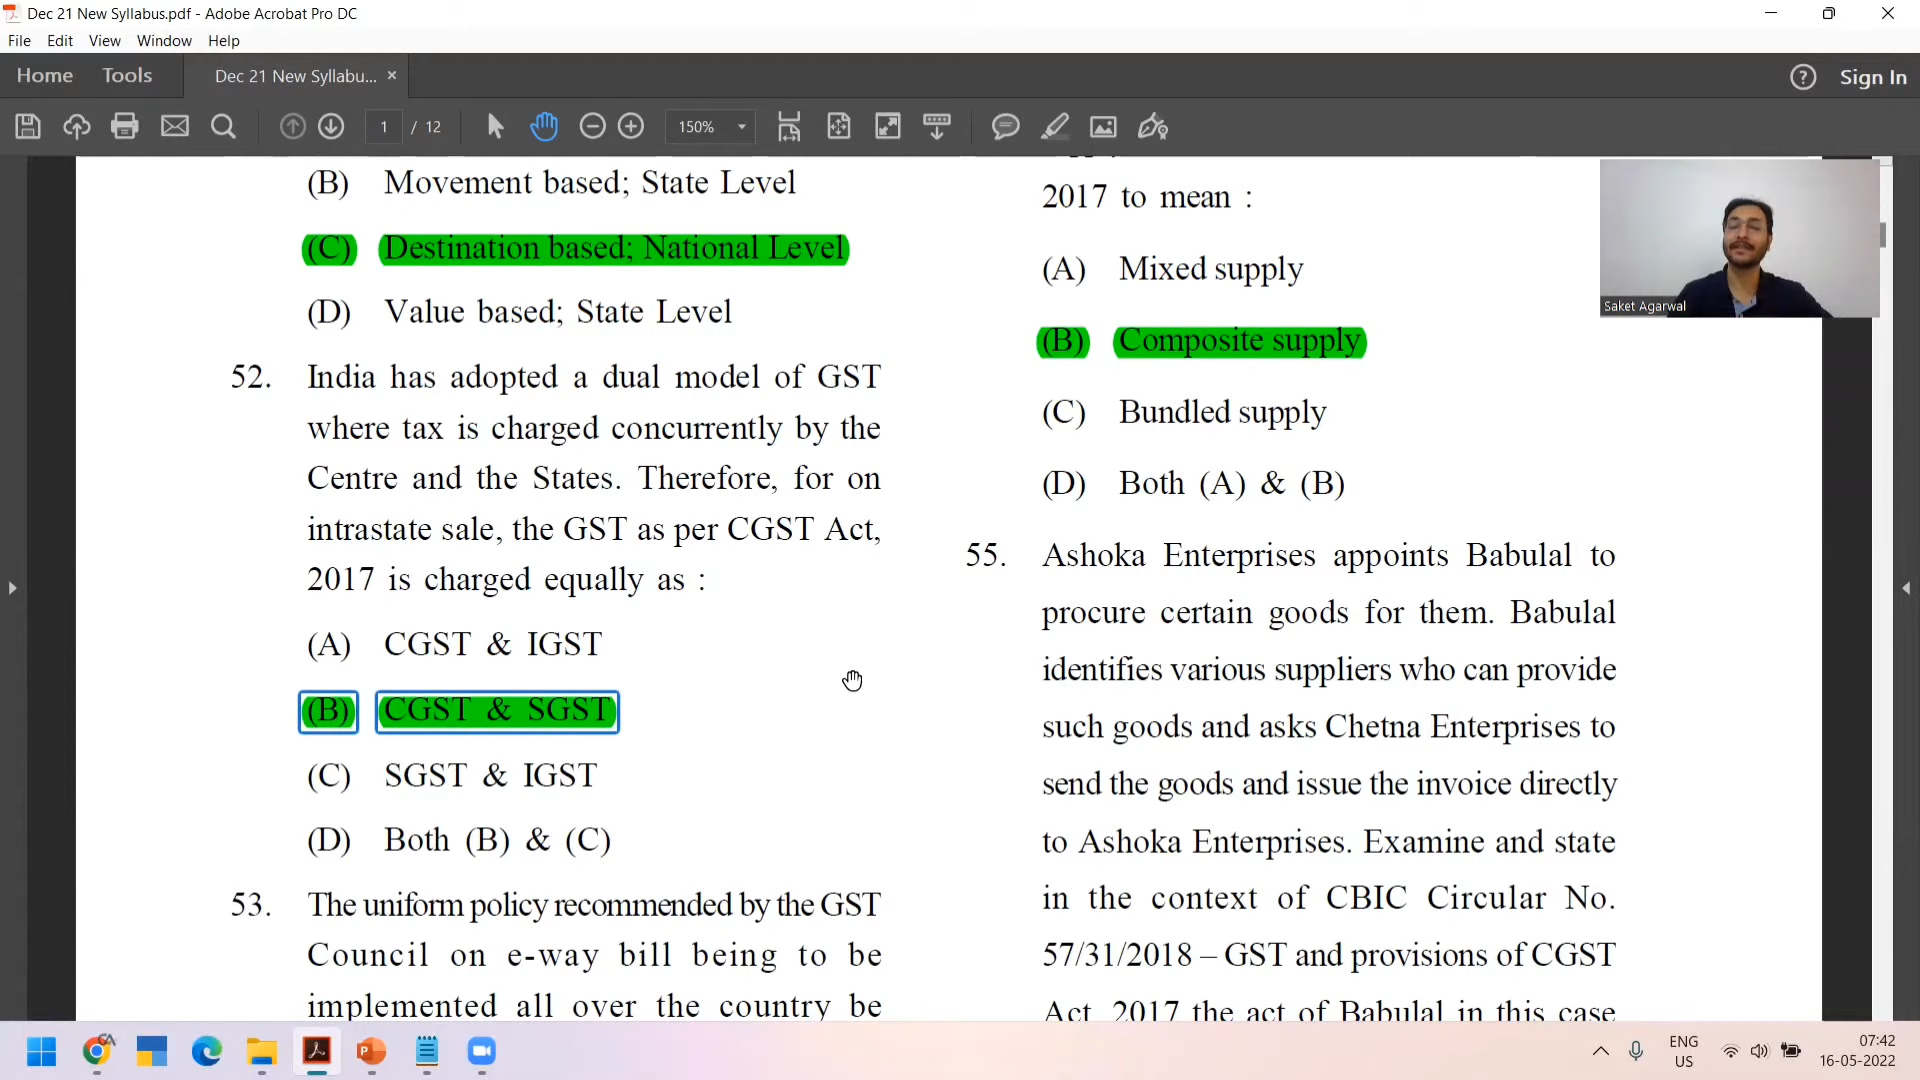 Dec 21 New Syllabus.pdf - Adobe Acrobat Pro DC
File Edit View Window Help
Home Tools Dec 21 New Syllabu... × ? Sign In
1 / 12 150%
(B) Movement based; State Level
(C) Destination based; National Level
(D) Value based; State Level
52. India has adopted a dual model of GST
where tax is charged concurrently by the
Centre and the States. Therefore, for on
intrastate sale, the GST as per CGST Act,
2017 is charged equally as :
(A) CGST & IGST
(B) CGST & SGST
(C) SGST & IGST
(D) Both (B) & (C)
53. The uniform policy recommended by the GST
Council on e-way bill being to be
implemented all over the country be
2017 to mean :
(A) Mixed supply
(B) Composite supply
(C) Bundled supply
(D) Both (A) & (B)
55. Ashoka Enterprises appoints Babulal to
procure certain goods for them. Babulal
identifies various suppliers who can provide
such goods and asks Chetna Enterprises to
send the goods and issue the invoice directly
to Ashoka Enterprises. Examine and state
in the context of CBIC Circular No.
57/31/2018 – GST and provisions of CGST
Act, 2017 the act of Babulal in this case
Saket Agarwal
ENG
US
07:42
16-05-2022